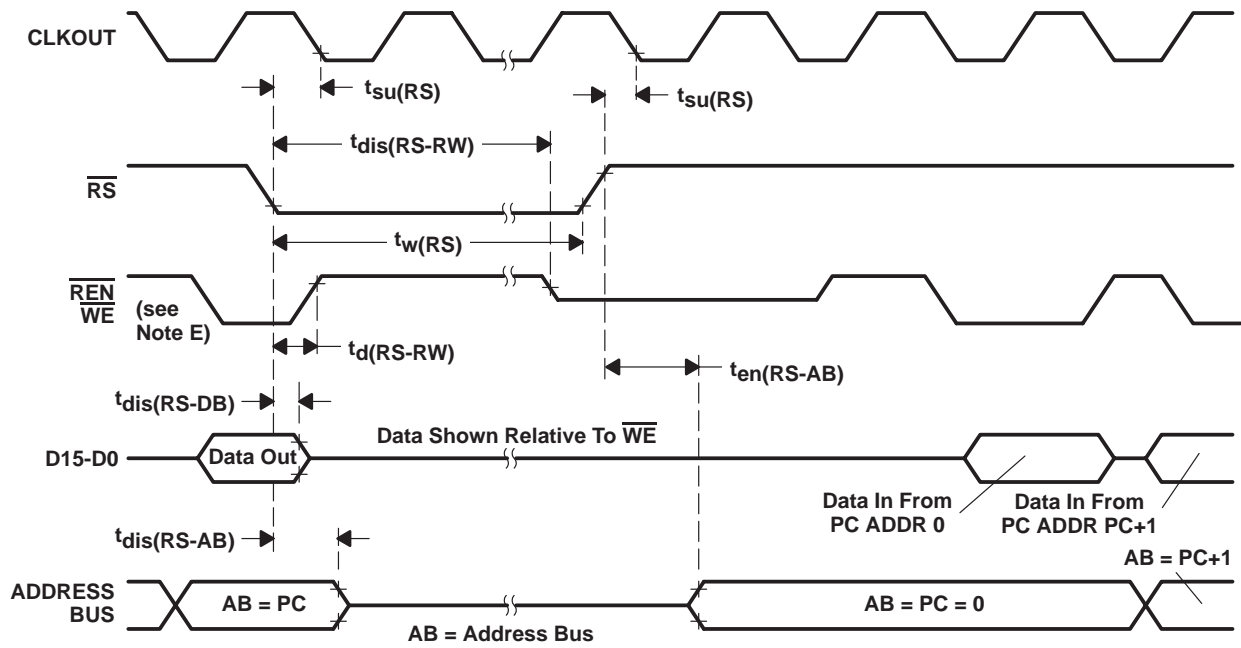 CLKOUT
tsu(RS)
tsu(RS)
tdis(RS-RW)
RS
tw(RS)
REN
WE
(see
Note E)
td(RS-RW)
ten(RS-AB)
tdis(RS-DB)
Data Shown Relative To WE
D15-D0
Data Out
Data In From
PC ADDR 0
Data In From
PC ADDR PC+1
tdis(RS-AB)
AB = PC+1
ADDRESS
BUS
AB = PC
AB = PC = 0
AB = Address Bus